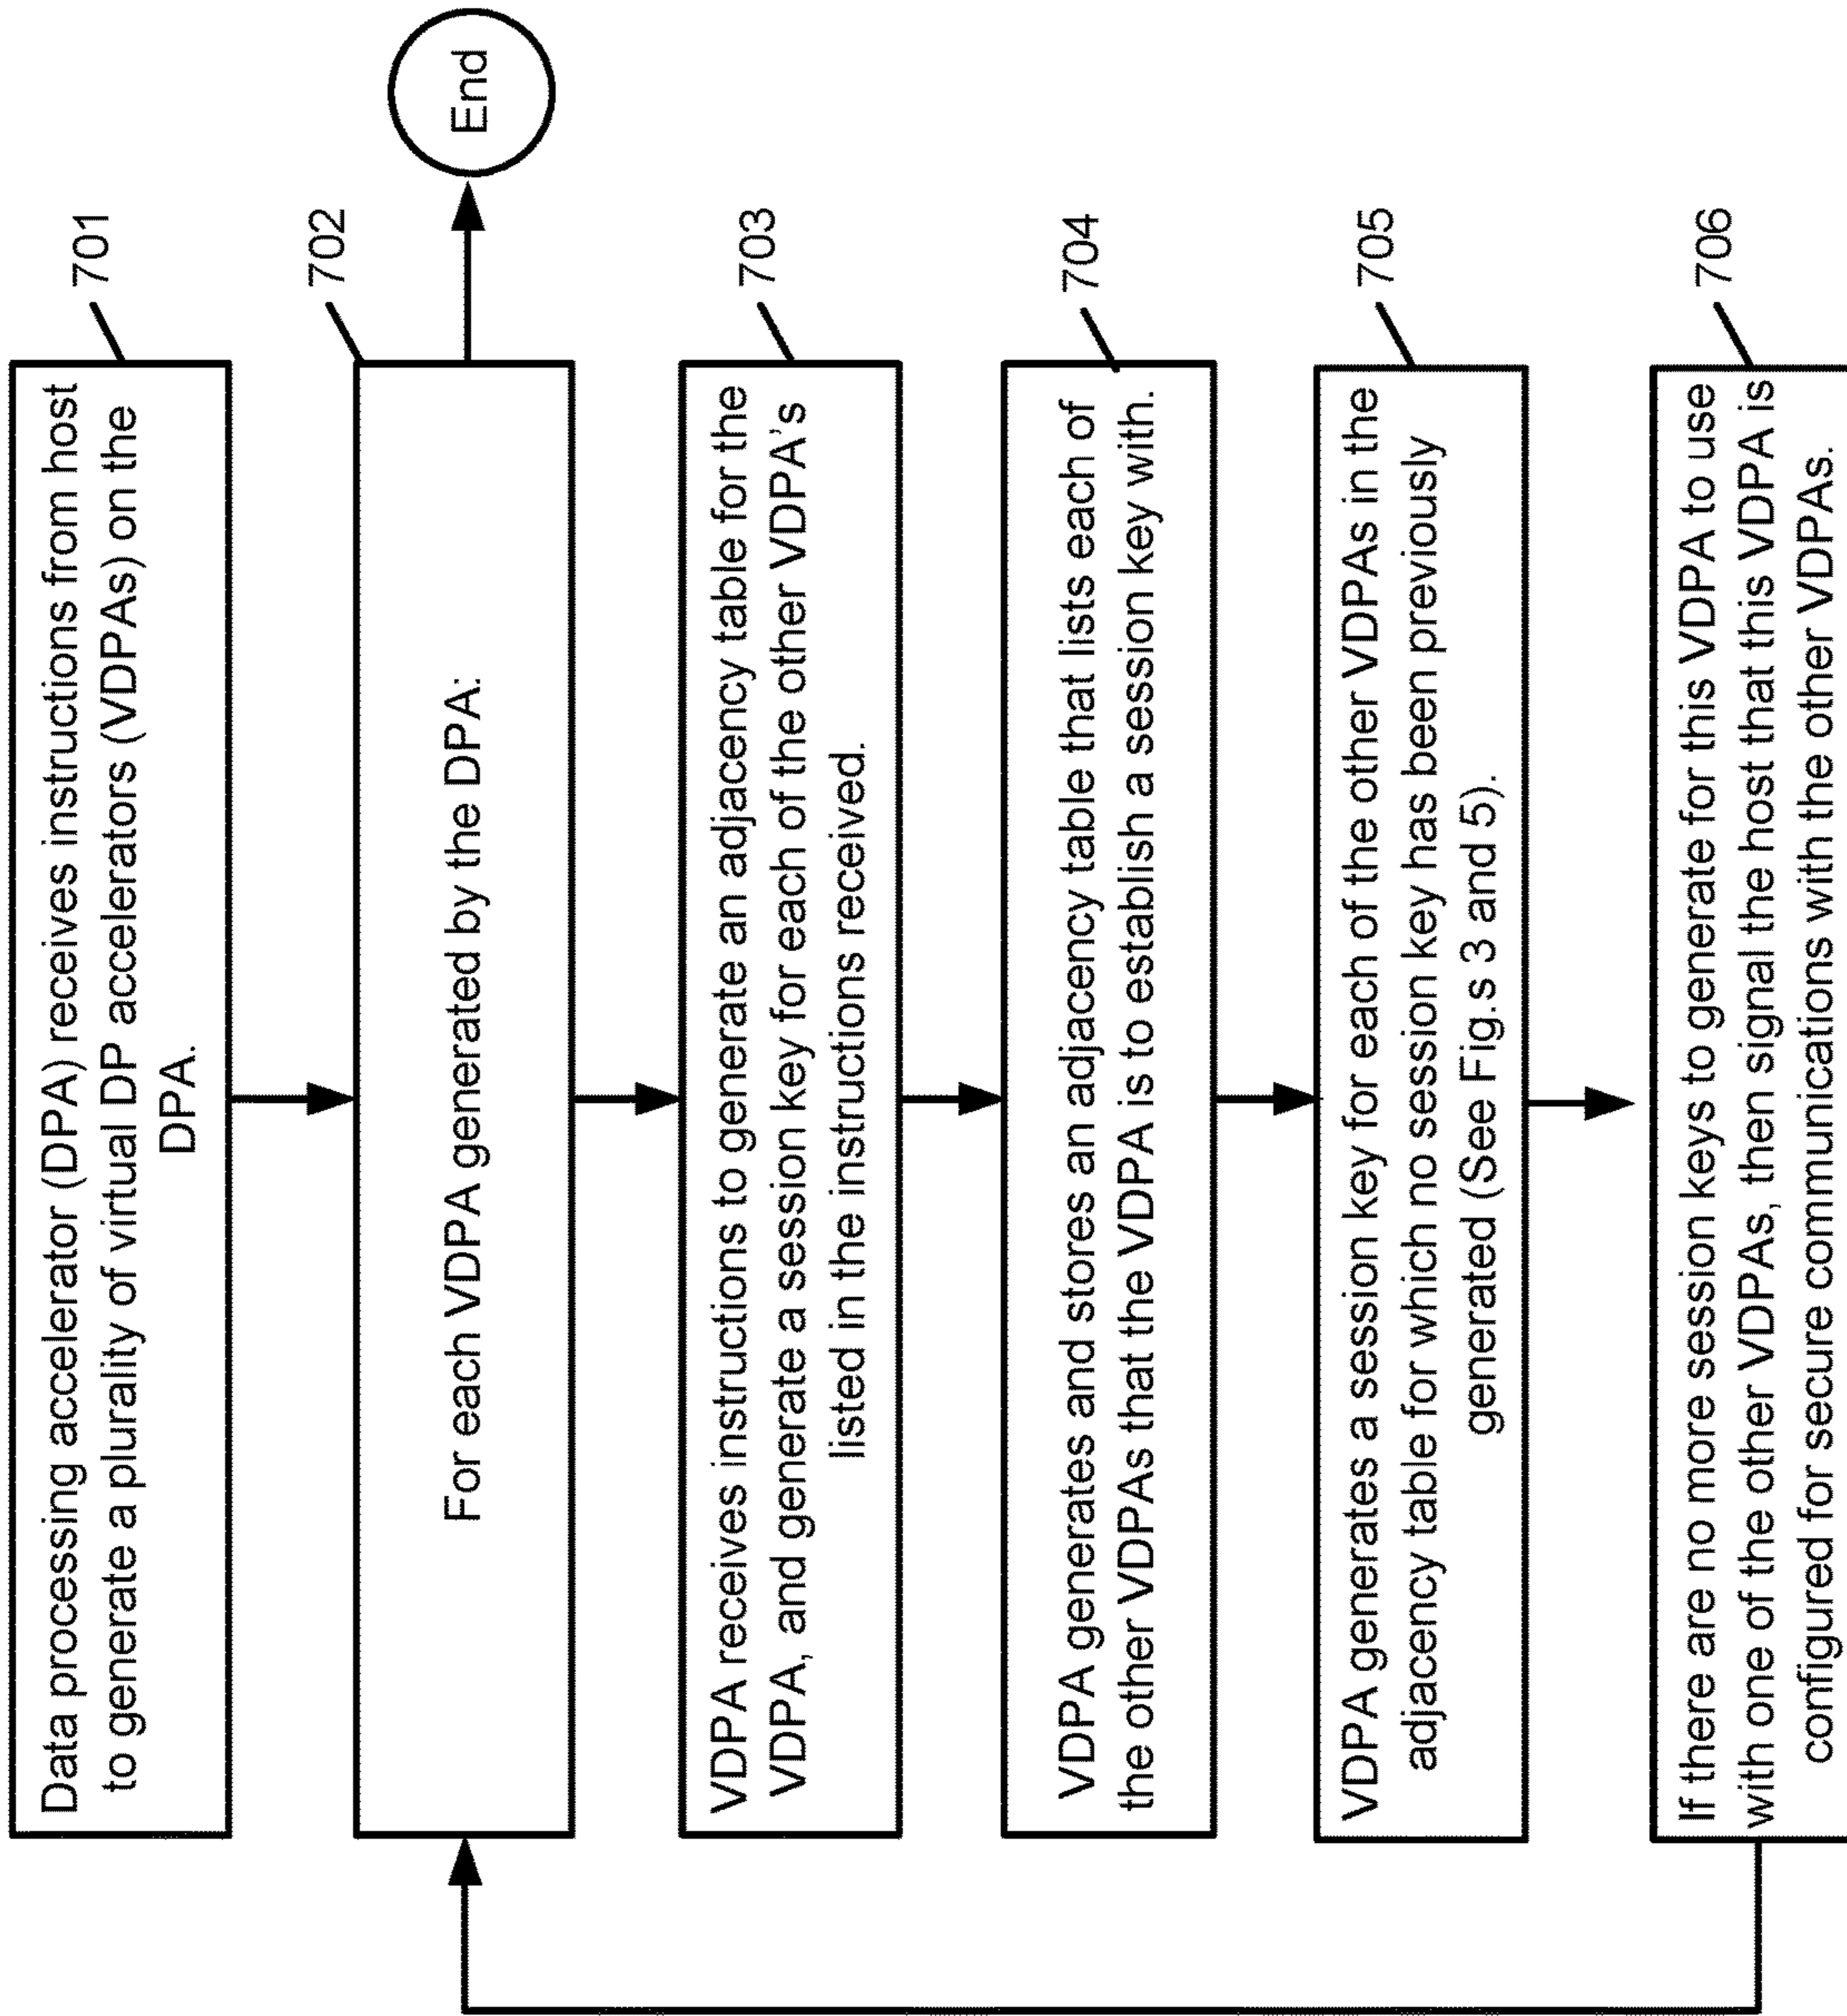 Data processing accelerator (DPA) receives instructions from host
to generate a plurality of virtual DP accelerators (VDPAs) on the
DPA.
701
For each VDPA generated by the DPA:
702
End
VDPA receives instructions to generate an adjacency table for the
VDPA, and generate a session key for each of the other VDPA's
listed in the instructions received.
703
VDPA generates and stores an adjacency table that lists each of
the other VDPAs that the VDPA is to establish a session key with.
704
VDPA generates a session key for each of the other VDPAs in the
adjacency table for which no session key has been previously
generated (See Fig.s 3 and 5).
705
If there are no more session keys to generate for this VDPA to use
with one of the other VDPAs, then signal the host that this VDPA is
configured for secure communications with the other VDPAs.
706